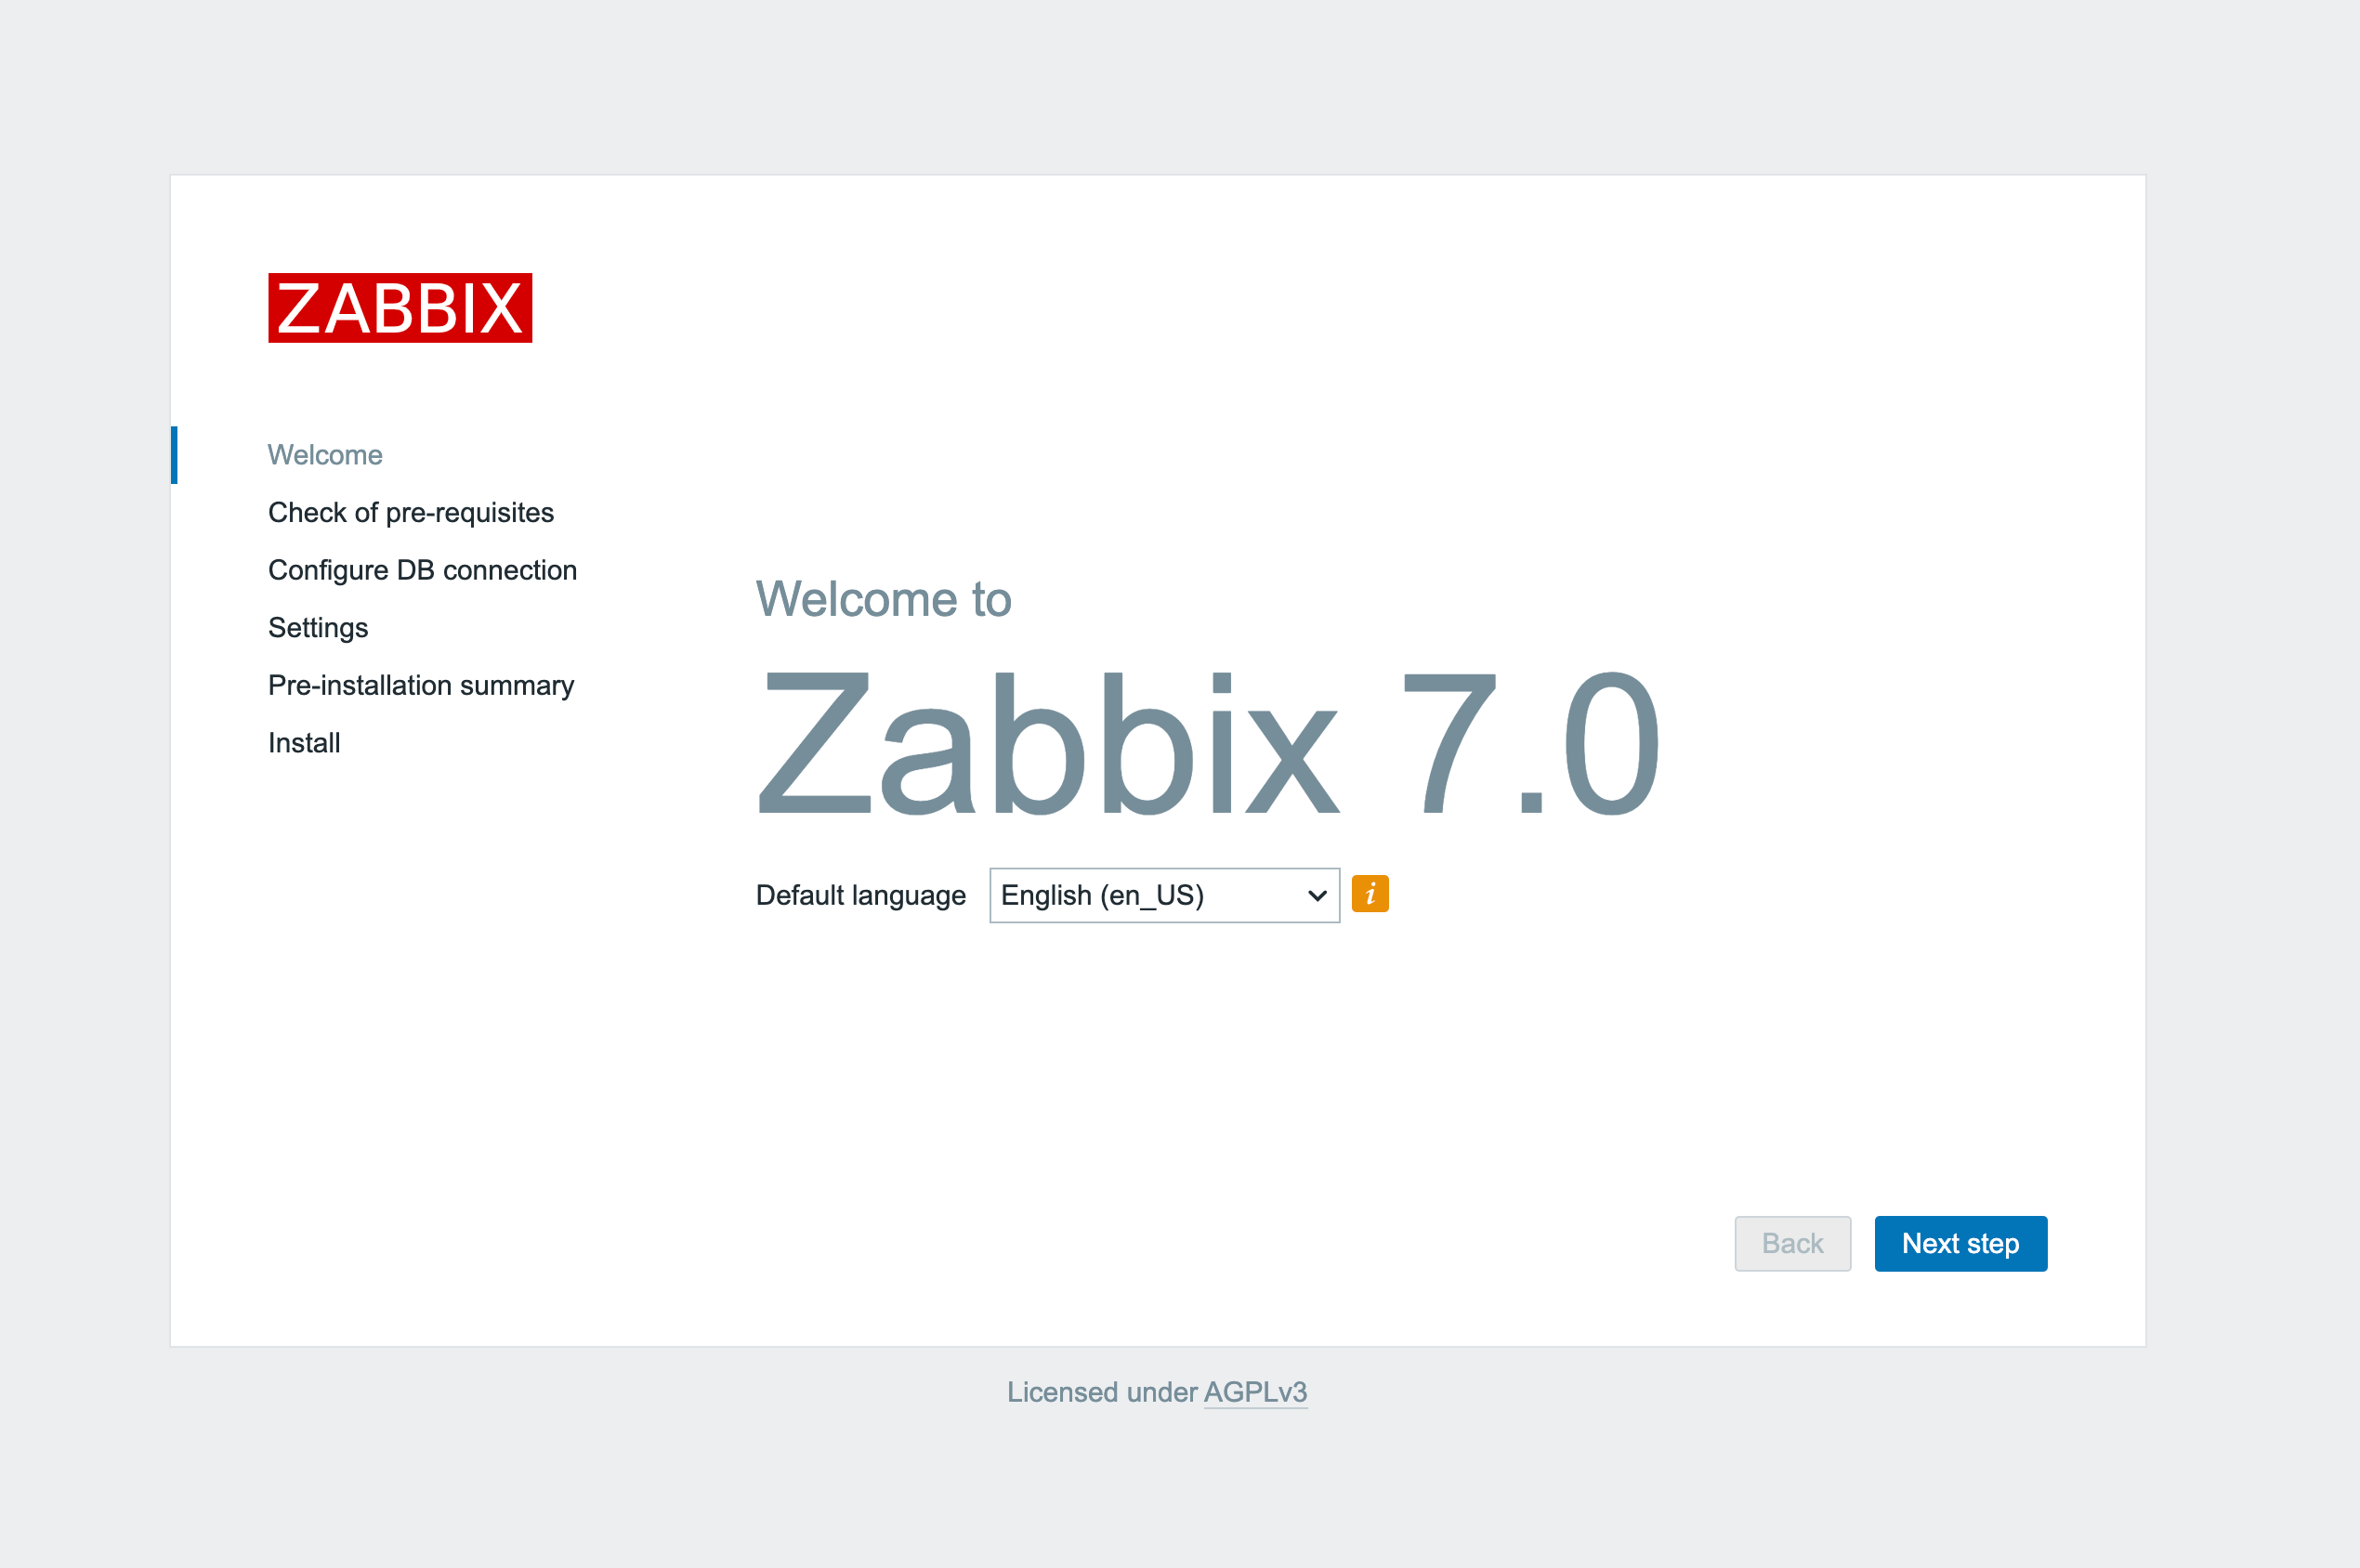 ZABBIX
Welcome
Check of pre-requisites
Configure DB connection
Settings
Pre-installation summary
Install
Welcome to
Zabbix 7.0
Default language English (en_US) i
Back Next step
Licensed under AGPLv3